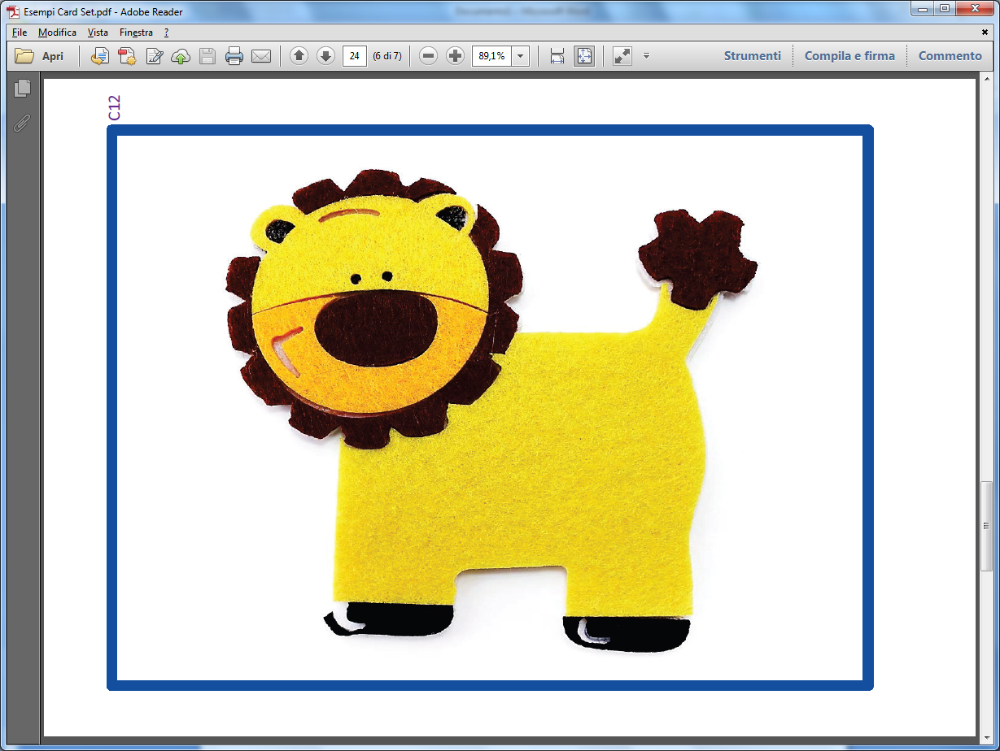 Esempi Card Set.pdf - Adobe Reader
File Modifica Vista Finestra ?
Apri 24 (6 di 7) 89,1% Strumenti Compila e firma Commento
C12